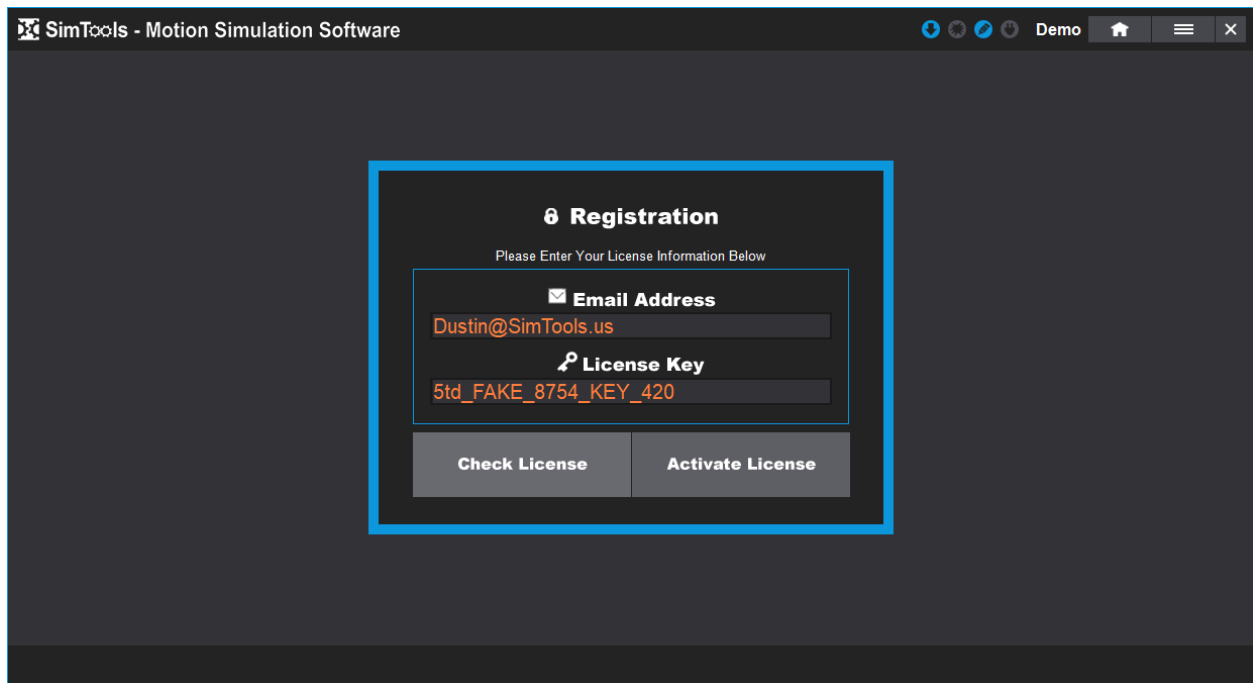 SimTools - Motion Simulation Software
Demo
Registration
Please Enter Your License Information Below
Email Address
Dustin@SimTools.us
License Key
5td_FAKE_8754_KEY_420
Check License
Activate License